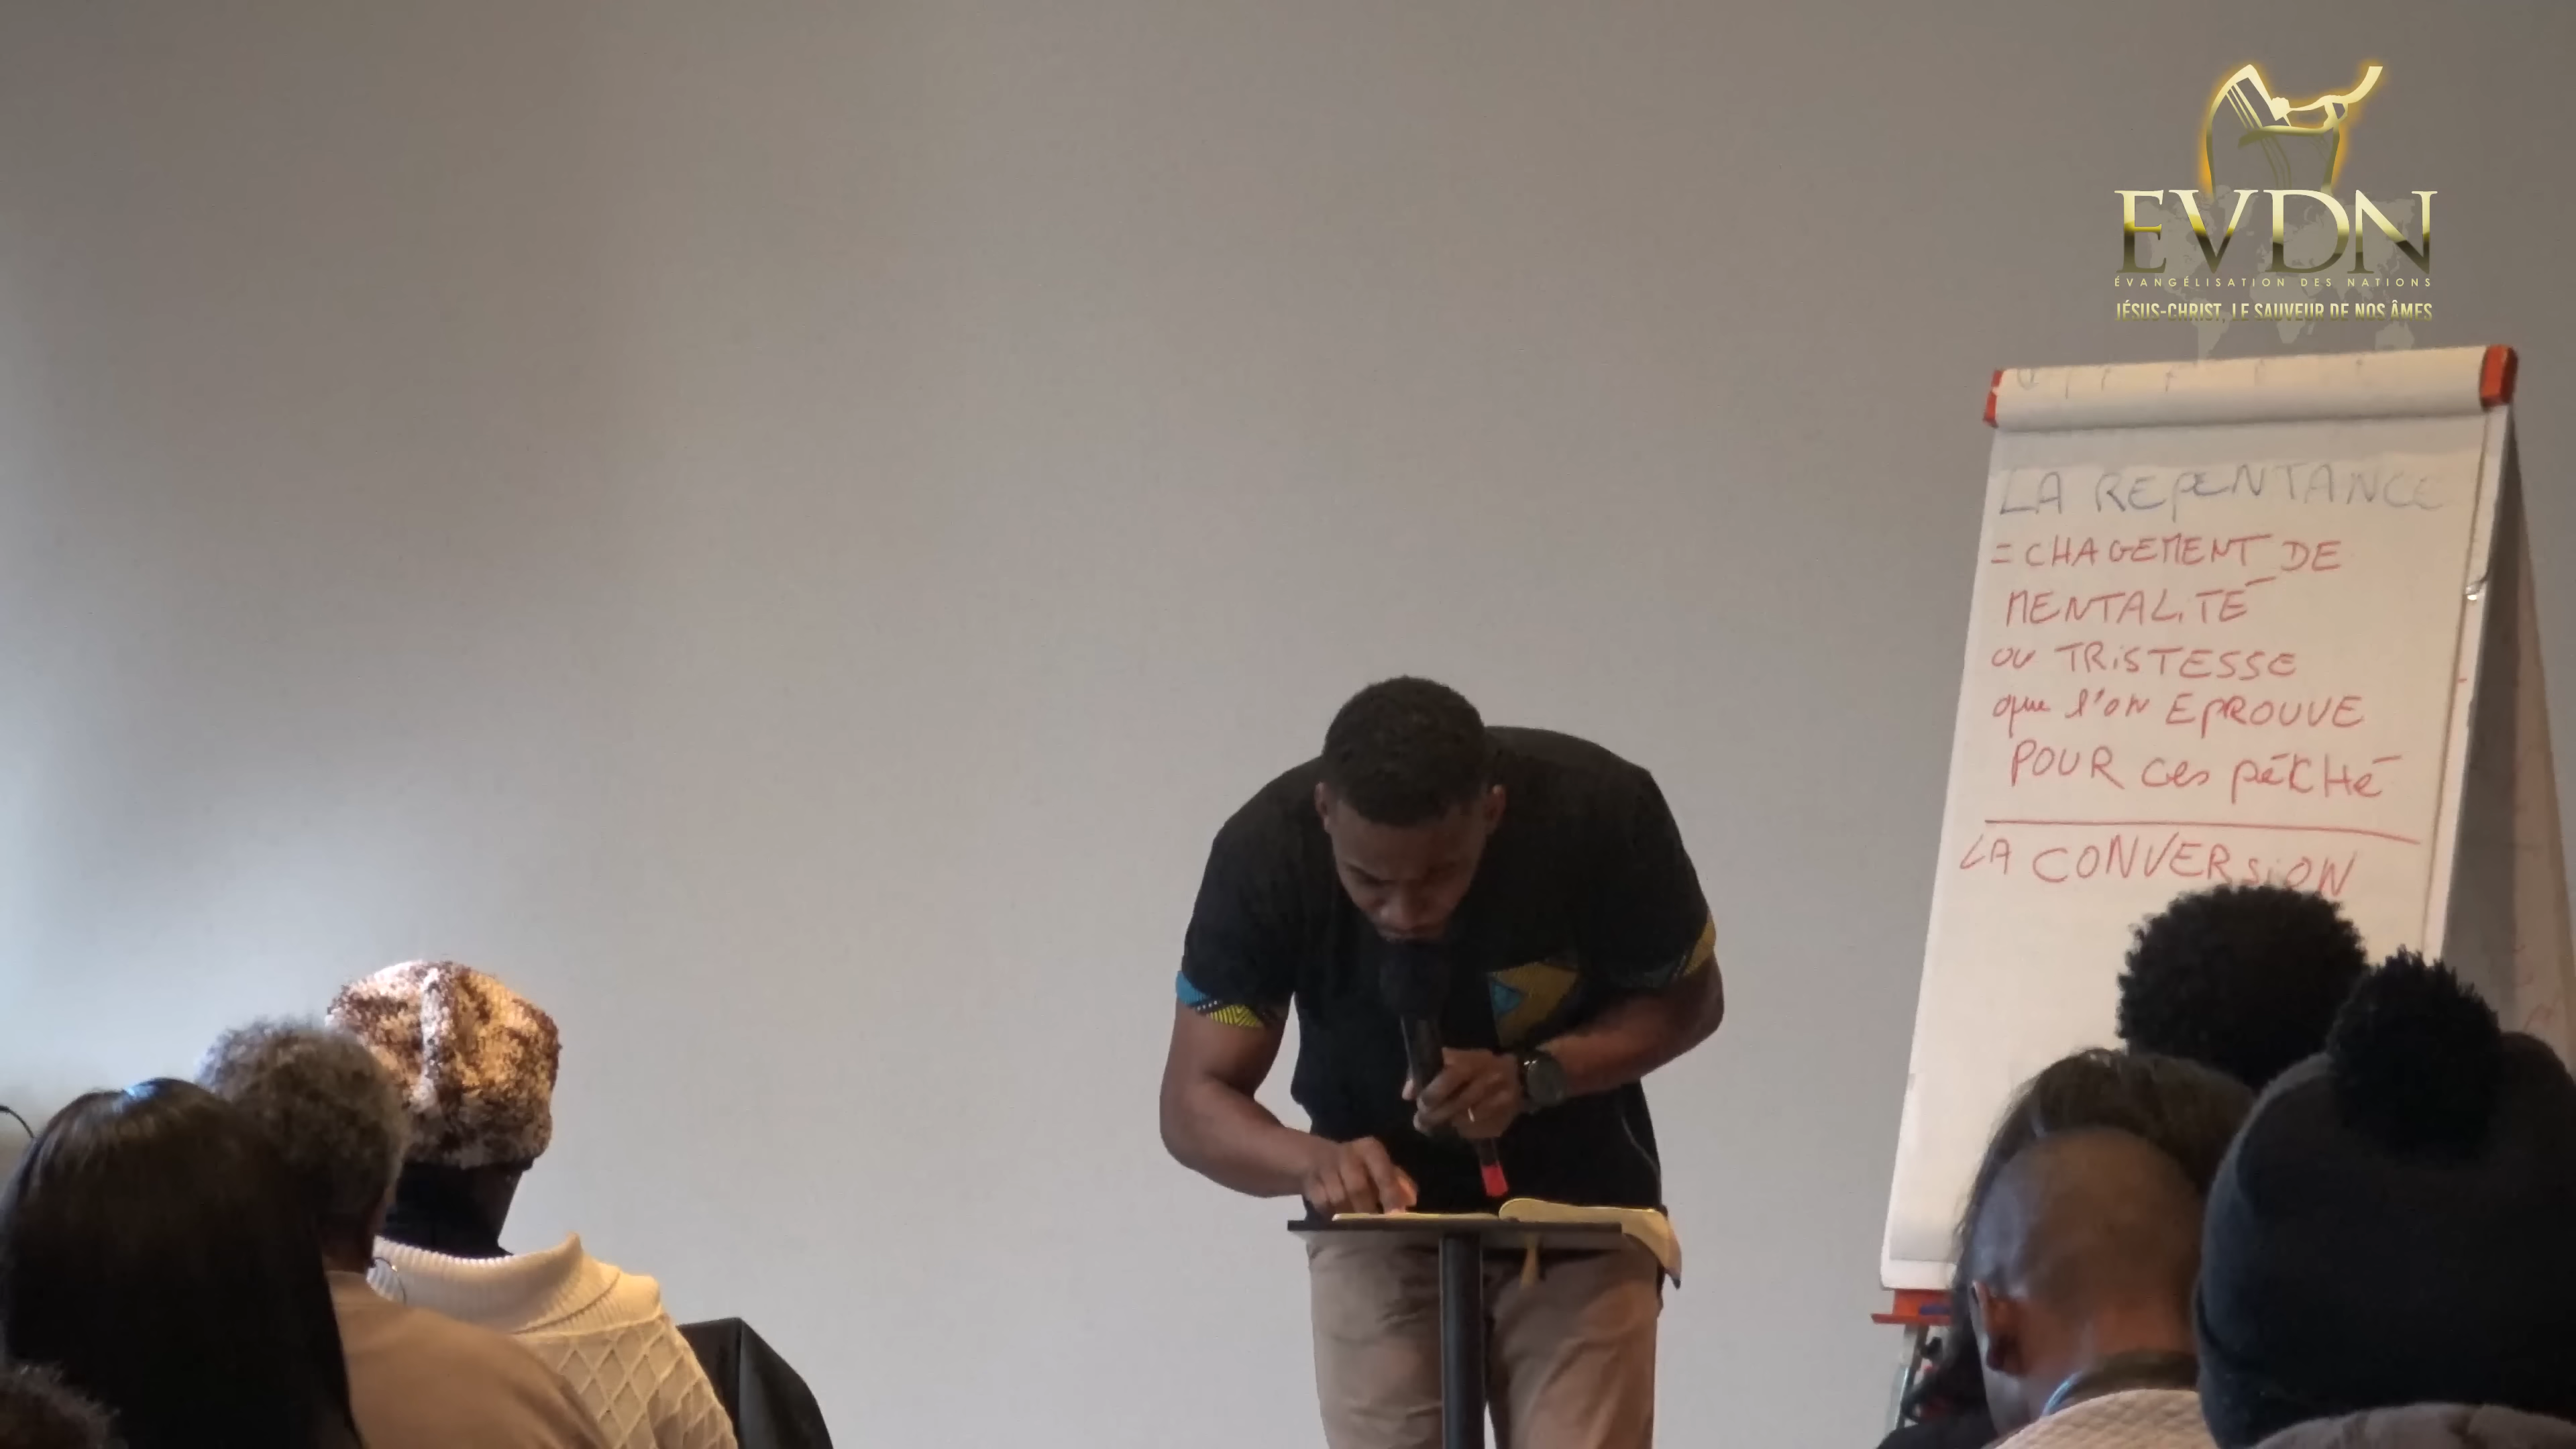 EVDN
ÉVANGÉLISATION DES NATIONS
JÉSUS-CHRIST, LE SAUVEUR DE NOS ÂMES
LA REPENTANCE
= CHAGEMENT DE
MENTALITÉ
OU TRISTESSE
que l'on EPROUVE
POUR ces péCHé
LA CONVERSION